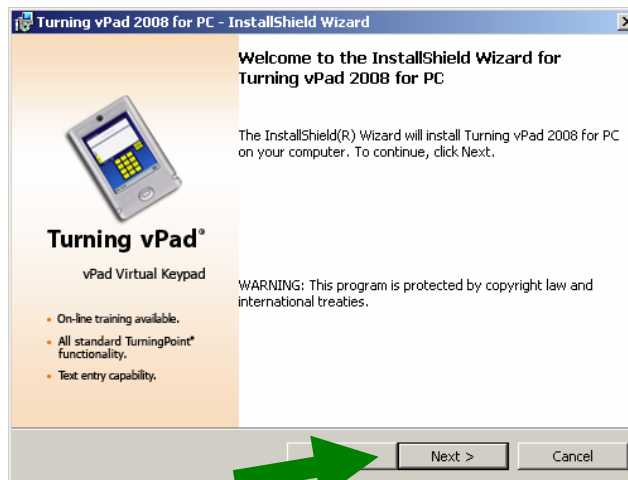 Turning vPad 2008 for PC - InstallShield Wizard
Welcome to the InstallShield Wizard for
Turning vPad 2008 for PC
The InstallShield(R) Wizard will install Turning vPad 2008 for PC
on your computer. To continue, click Next.
Turning vPad®
vPad Virtual Keypad
WARNING: This program is protected by copyright law and
international treaties.
• On-line training available.
• All standard TurningPoint®
functionality.
• Text entry capability.
Next >
Cancel